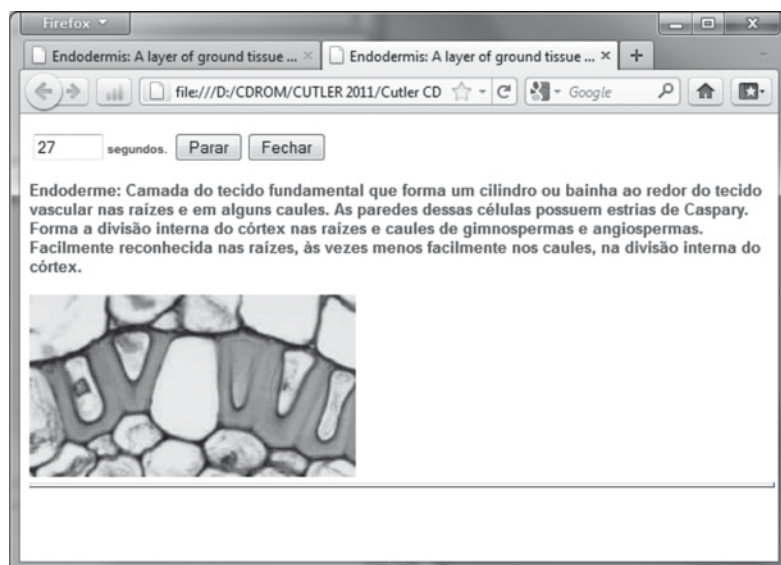 Firefox
Endodermis: A layer of ground tissue ... Endodermis: A layer of ground tissue ...
file:///D:/CDROM/CUTLER 2011/Cutler CD Google
27 segundos. Parar Fechar
Endoderme: Camada do tecido fundamental que forma um cilindro ou bainha ao redor do tecido
vascular nas raízes e em alguns caules. As paredes dessas células possuem estrias de Caspary.
Forma a divisão interna do córtex nas raízes e caules de gimnospermas e angiospermas.
Facilmente reconhecida nas raízes, às vezes menos facilmente nos caules, na divisão interna do
córtex.